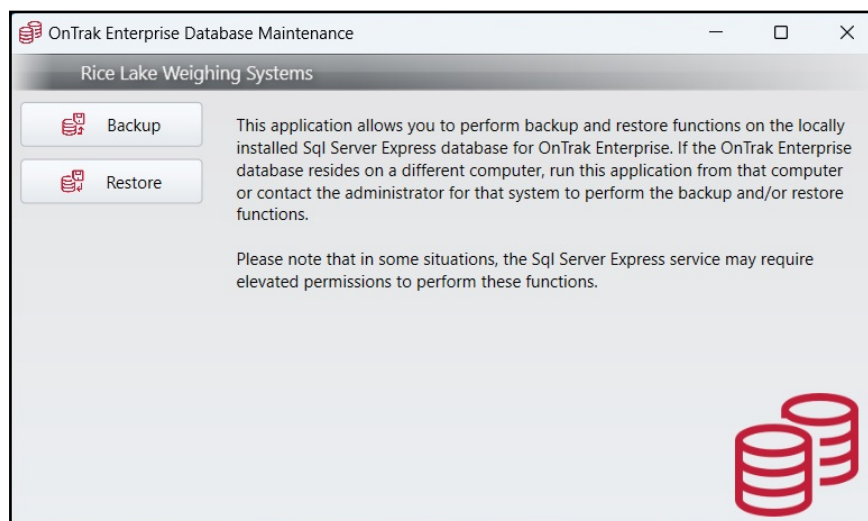 OnTrak Enterprise Database Maintenance
Rice Lake Weighing Systems
Backup
Restore
This application allows you to perform backup and restore functions on the locally
installed Sql Server Express database for OnTrak Enterprise. If the OnTrak Enterprise
database resides on a different computer, run this application from that computer
or contact the administrator for that system to perform the backup and/or restore
functions.
Please note that in some situations, the Sql Server Express service may require
elevated permissions to perform these functions.